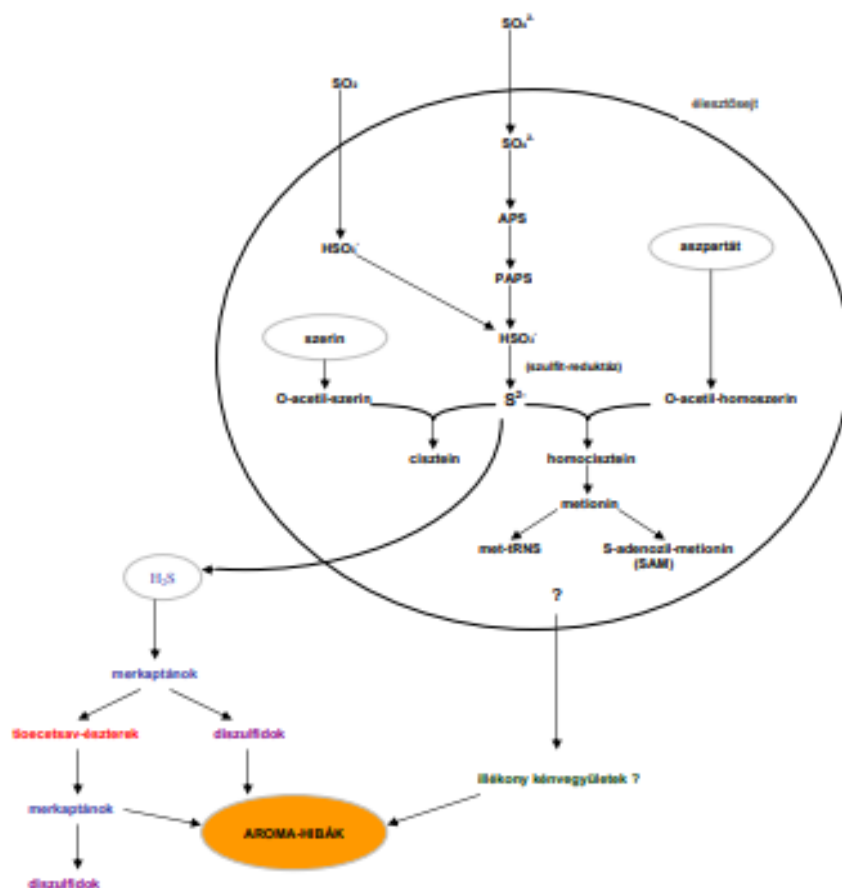 SO₄²⁻
SO₂
élesztősejt
SO₄²⁻
APS
HSO₃⁻
aszpartát
PAPS
szerin
HSO₃⁻
(szulfit-reduktáz)
O-acetil-szerin
S²⁻
O-acetil-homoszerin
cisztein
homocisztein
metionin
met-tRNS
S-adenozil-metionin
(SAM)
H₂S
?
merkaptánok
tioecetsav-észterek
diszulfidok
illékony kénvegyületek ?
merkaptánok
AROMA-HIBÁK
diszulfidok